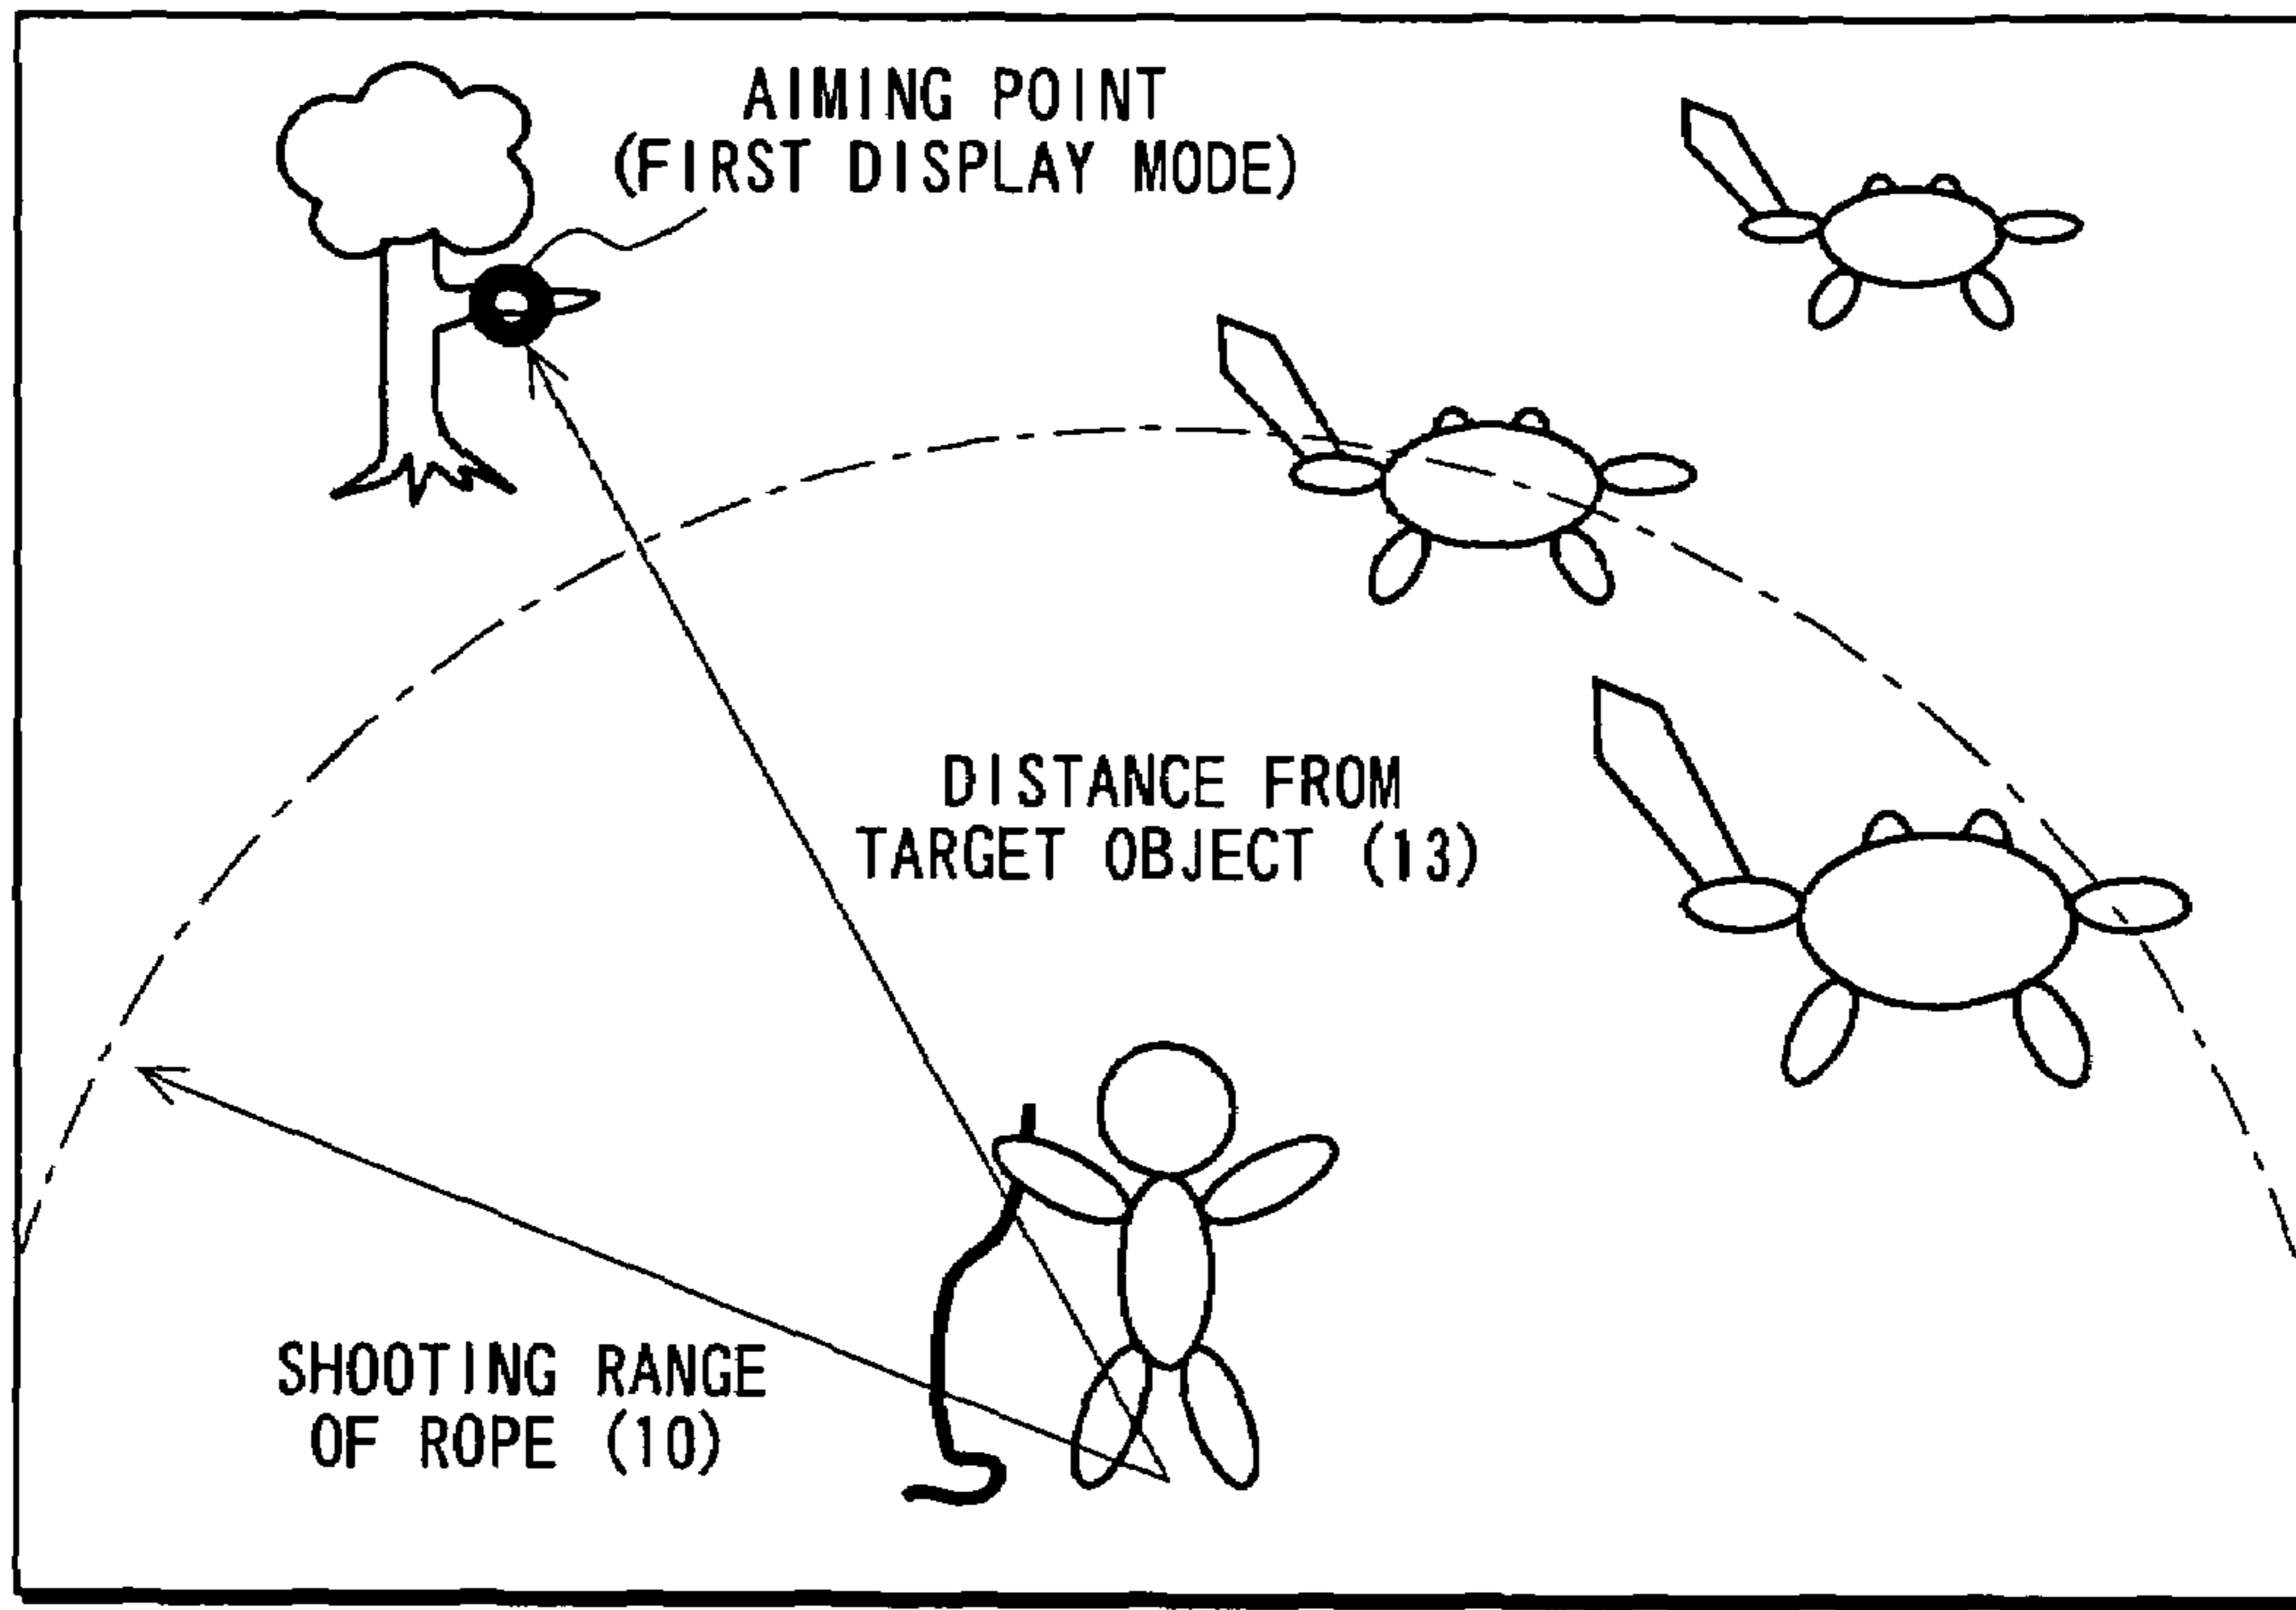 AIMING POINT
(FIRST DISPLAY MODE)
DISTANCE FROM
TARGET OBJECT (13)
SHOOTING RANGE
OF ROPE (10)